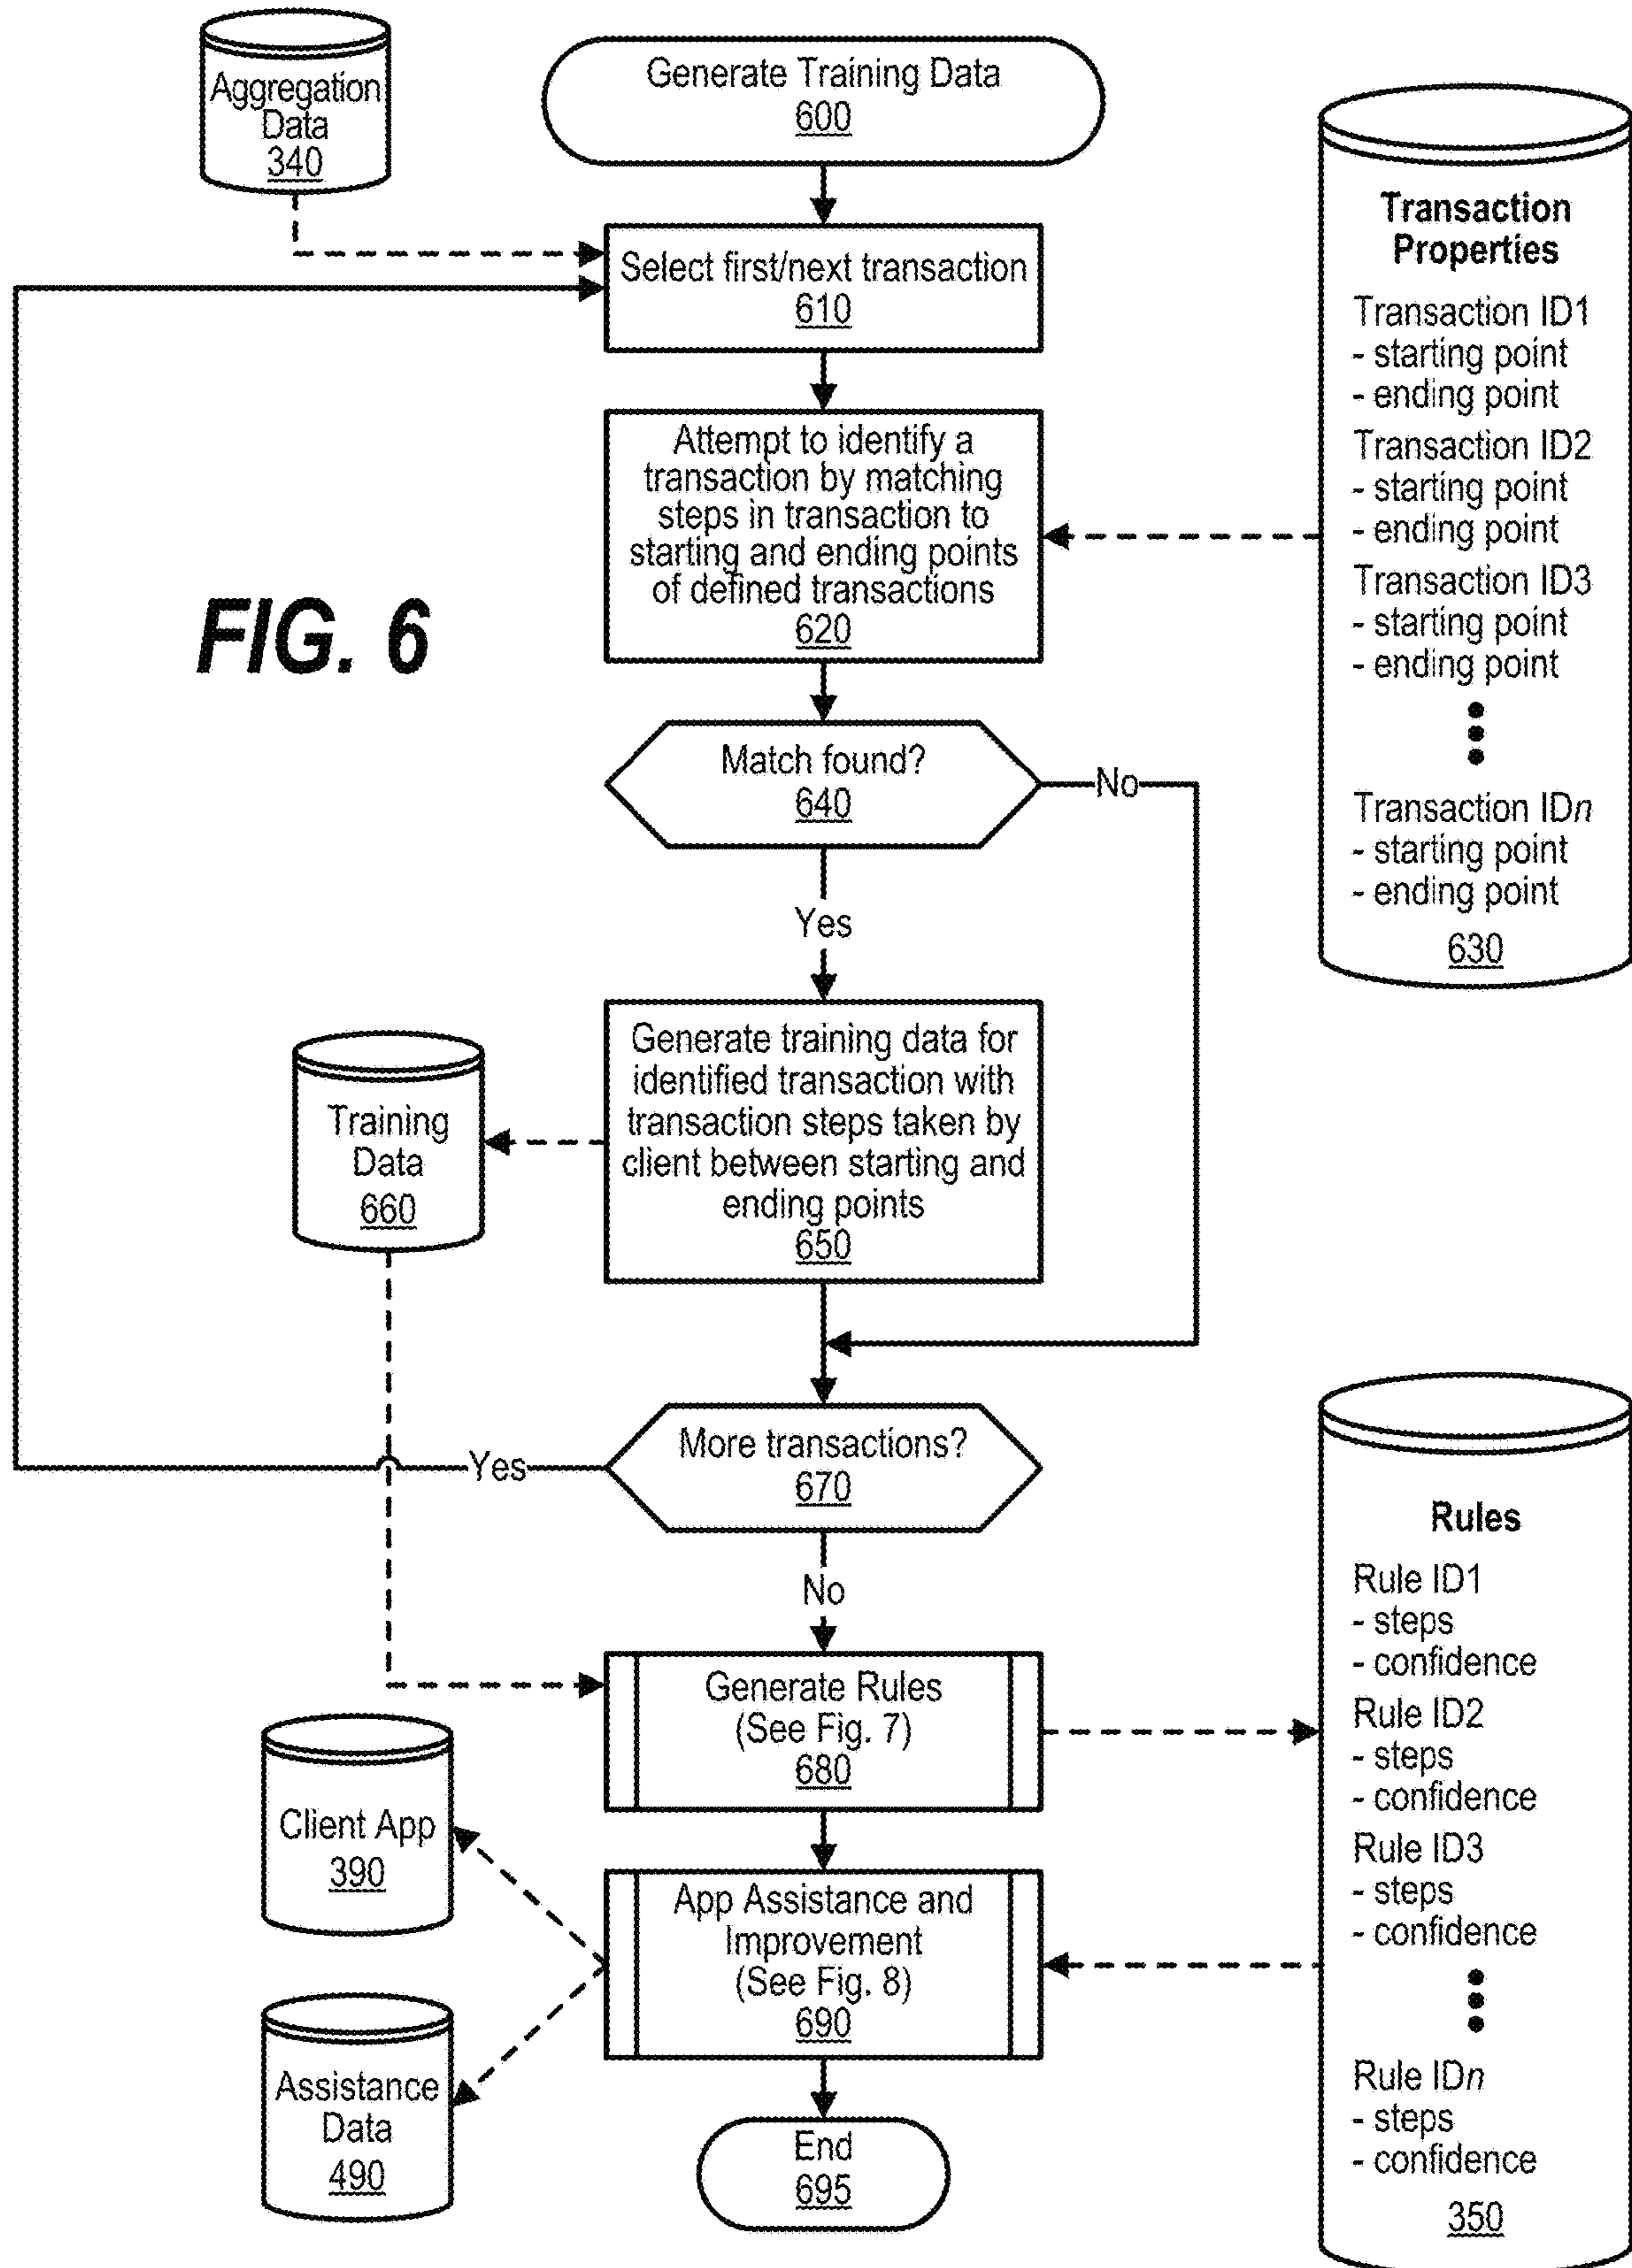 Aggregation
Data
340
Generate Training Data
600
Select first/next transaction
610
Attempt to identify a
transaction by matching
steps in transaction to
starting and ending points
of defined transactions
620
Transaction
Properties
Transaction ID1
- starting point
- ending point
Transaction ID2
- starting point
- ending point
Transaction ID3
- starting point
- ending point
Transaction IDn
- starting point
- ending point
630
FIG. 6
Match found?
640
No
Yes
Generate training data for
identified transaction with
transaction steps taken by
client between starting and
ending points
650
Training
Data
660
More transactions?
670
Yes
No
Generate Rules
(See Fig. 7)
680
Rules
Rule ID1
- steps
- confidence
Rule ID2
- steps
- confidence
Rule ID3
- steps
- confidence
Rule IDn
- steps
- confidence
350
Client App
390
App Assistance and
Improvement
(See Fig. 8)
690
Assistance
Data
490
End
695